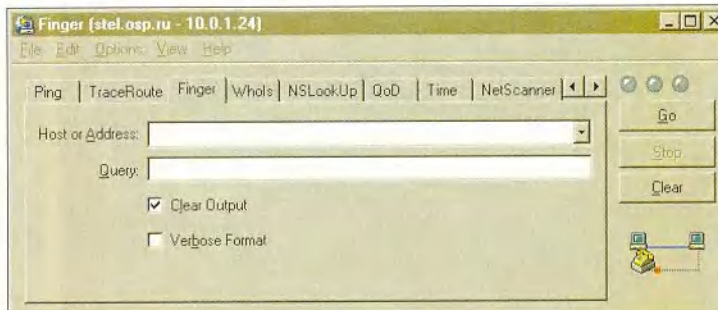 Finger (stel.osp.ru - 10.0.1.24)
File Edit Options View Help
Ping TraceRoute Finger WhoIs NSLookUp QoD Time NetScanner
Go
Host or Address:
Stop
Query:
Clear
Clear Output
Verbose Format